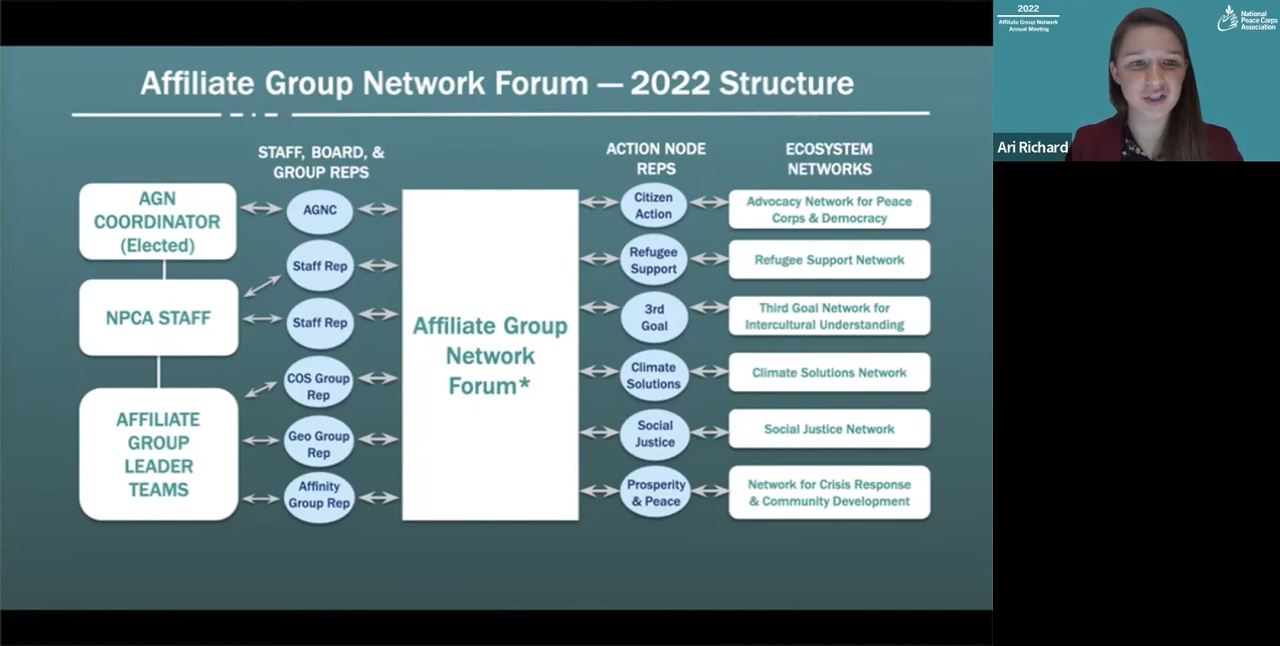 Affiliate Group Network Forum — 2022 Structure
STAFF, BOARD, &
GROUP REPS
ACTION NODE
REPS
ECOSYSTEM
NETWORKS
AGN
COORDINATOR
(Elected)
NPCA STAFF
AFFILIATE
GROUP
LEADER
TEAMS
AGNC
Staff Rep
Staff Rep
COS Group
Rep
Geo Group
Rep
Affinity
Group Rep
Affiliate Group
Network
Forum*
Citizen
Action
Refugee
Support
3rd
Goal
Climate
Solutions
Social
Justice
Prosperity
& Peace
Advocacy Network for Peace
Corps & Democracy
Refugee Support Network
Third Goal Network for
Intercultural Understanding
Climate Solutions Network
Social Justice Network
Network for Crisis Response
& Community Development
2022
Affiliate Group Network
Annual Meeting
National
Peace Corps
Association
Ari Richard